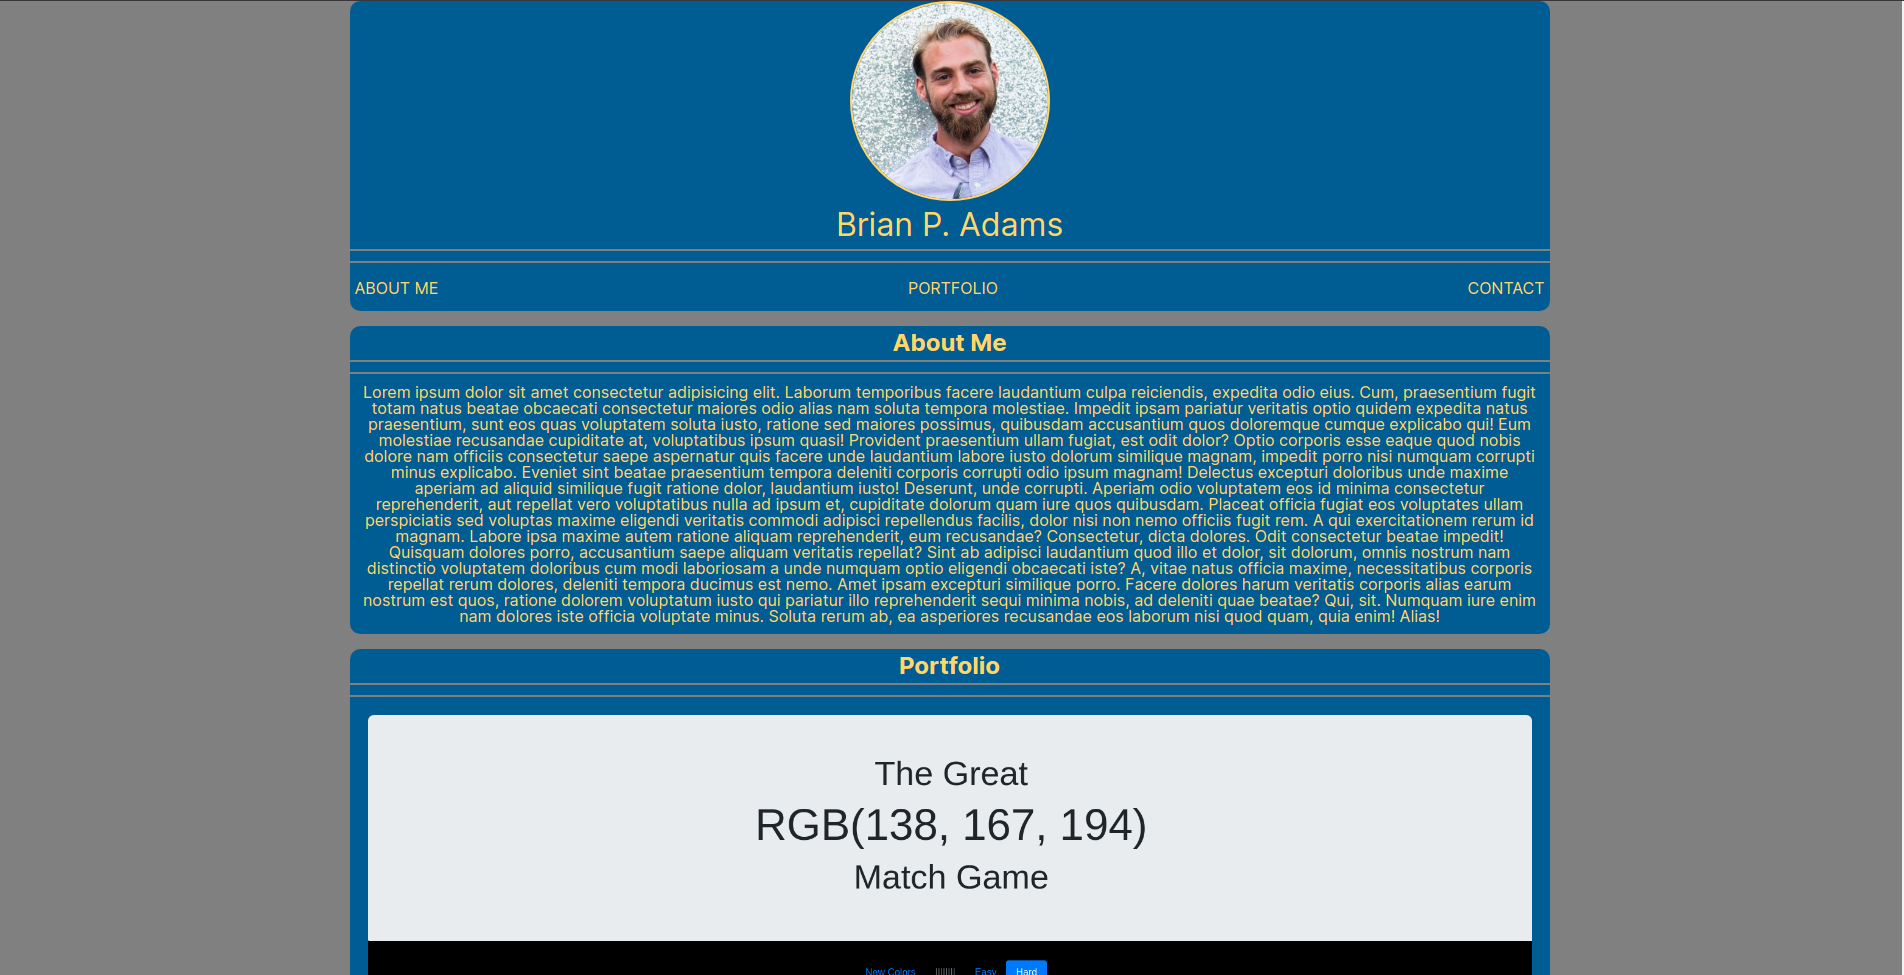 Brian P. Adams
ABOUT ME
PORTFOLIO
CONTACT
About Me
Lorem ipsum dolor sit amet consectetur adipisicing elit. Laborum temporibus facere laudantium culpa reiciendis, expedita odio eius. Cum, praesentium fugit
totam natus beatae obcaecati consectetur maiores odio alias nam soluta tempora molestiae. Impedit ipsam pariatur veritatis optio quidem expedita natus
praesentium, sunt eos quas voluptatem soluta iusto, ratione sed maiores possimus, quibusdam accusantium quos doloremque cumque explicabo qui! Eum
molestiae recusandae cupiditate at, voluptatibus ipsum quasi! Provident praesentium ullam fugiat, est odit dolor? Optio corporis esse eaque quod nobis
dolore nam officiis consectetur saepe aspernatur quis facere unde laudantium labore iusto dolorum similique magnam, impedit porro nisi numquam corrupti
minus explicabo. Eveniet sint beatae praesentium tempora deleniti corporis corrupti odio ipsum magnam! Delectus excepturi doloribus unde maxime
aperiam ad aliquid similique fugit ratione dolor, laudantium iusto! Deserunt, unde corrupti. Aperiam odio voluptatem eos id minima consectetur
reprehenderit, aut repellat vero voluptatibus nulla ad ipsum et, cupiditate dolorum quam iure quos quibusdam. Placeat officia fugiat eos voluptates ullam
perspiciatis sed voluptas maxime eligendi veritatis commodi adipisci repellendus facilis, dolor nisi non nemo officiis fugit rem. A qui exercitationem rerum id
magnam. Labore ipsa maxime autem ratione aliquam reprehenderit, eum recusandae? Consectetur, dicta dolores. Odit consectetur beatae impedit!
Quisquam dolores porro, accusantium saepe aliquam veritatis repellat? Sint ab adipisci laudantium quod illo et dolor, sit dolorum, omnis nostrum nam
distinctio voluptatem doloribus cum modi laboriosam a unde numquam optio eligendi obcaecati iste? A, vitae natus officia maxime, necessitatibus corporis
repellat rerum dolores, deleniti tempora ducimus est nemo. Amet ipsam excepturi similique porro. Facere dolores harum veritatis corporis alias earum
nostrum est quos, ratione dolorem voluptatum iusto qui pariatur illo reprehenderit sequi minima nobis, ad deleniti quae beatae? Qui, sit. Numquam iure enim
nam dolores iste officia voluptate minus. Soluta rerum ab, ea asperiores recusandae eos laborum nisi quod quam, quia enim! Alias!
Portfolio
The Great
RGB(138, 167, 194)
Match Game
New Colors |||||||| Easy Hard